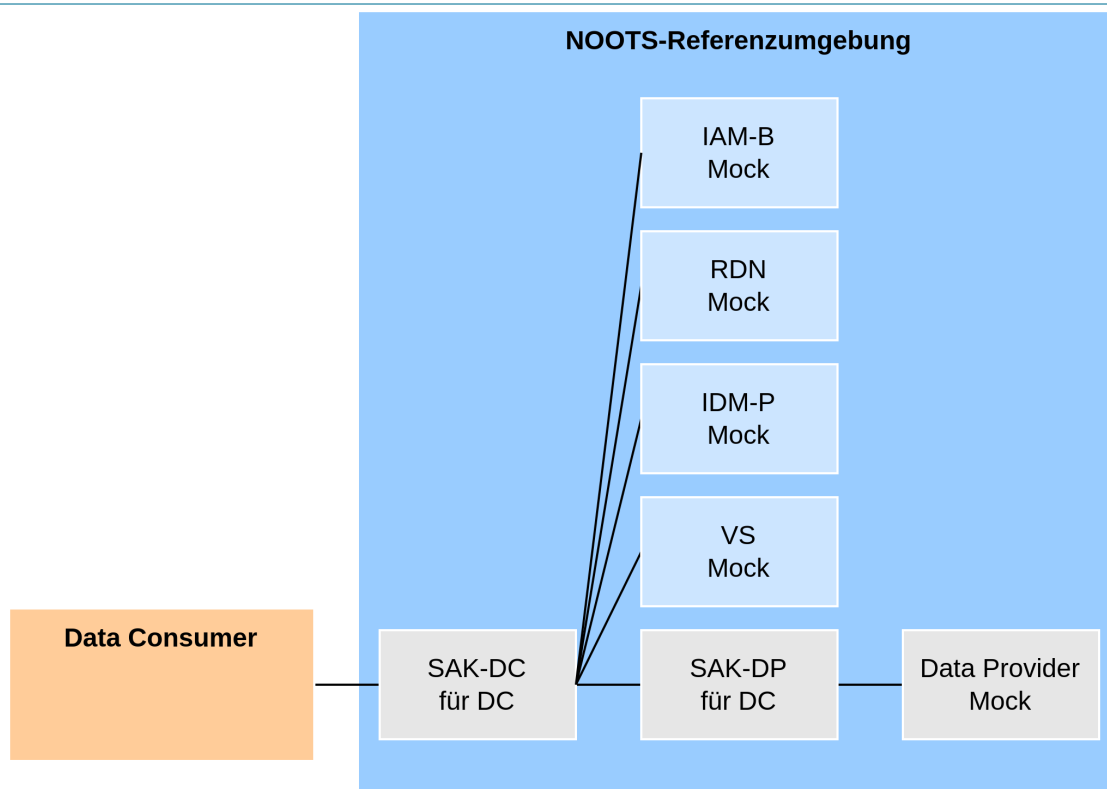 NOOTS-Referenzumgebung
IAM-B
Mock
RDN
Mock
IDM-P
Mock
VS
Mock
Data Consumer
SAK-DC
für DC
SAK-DP
für DC
Data Provider
Mock